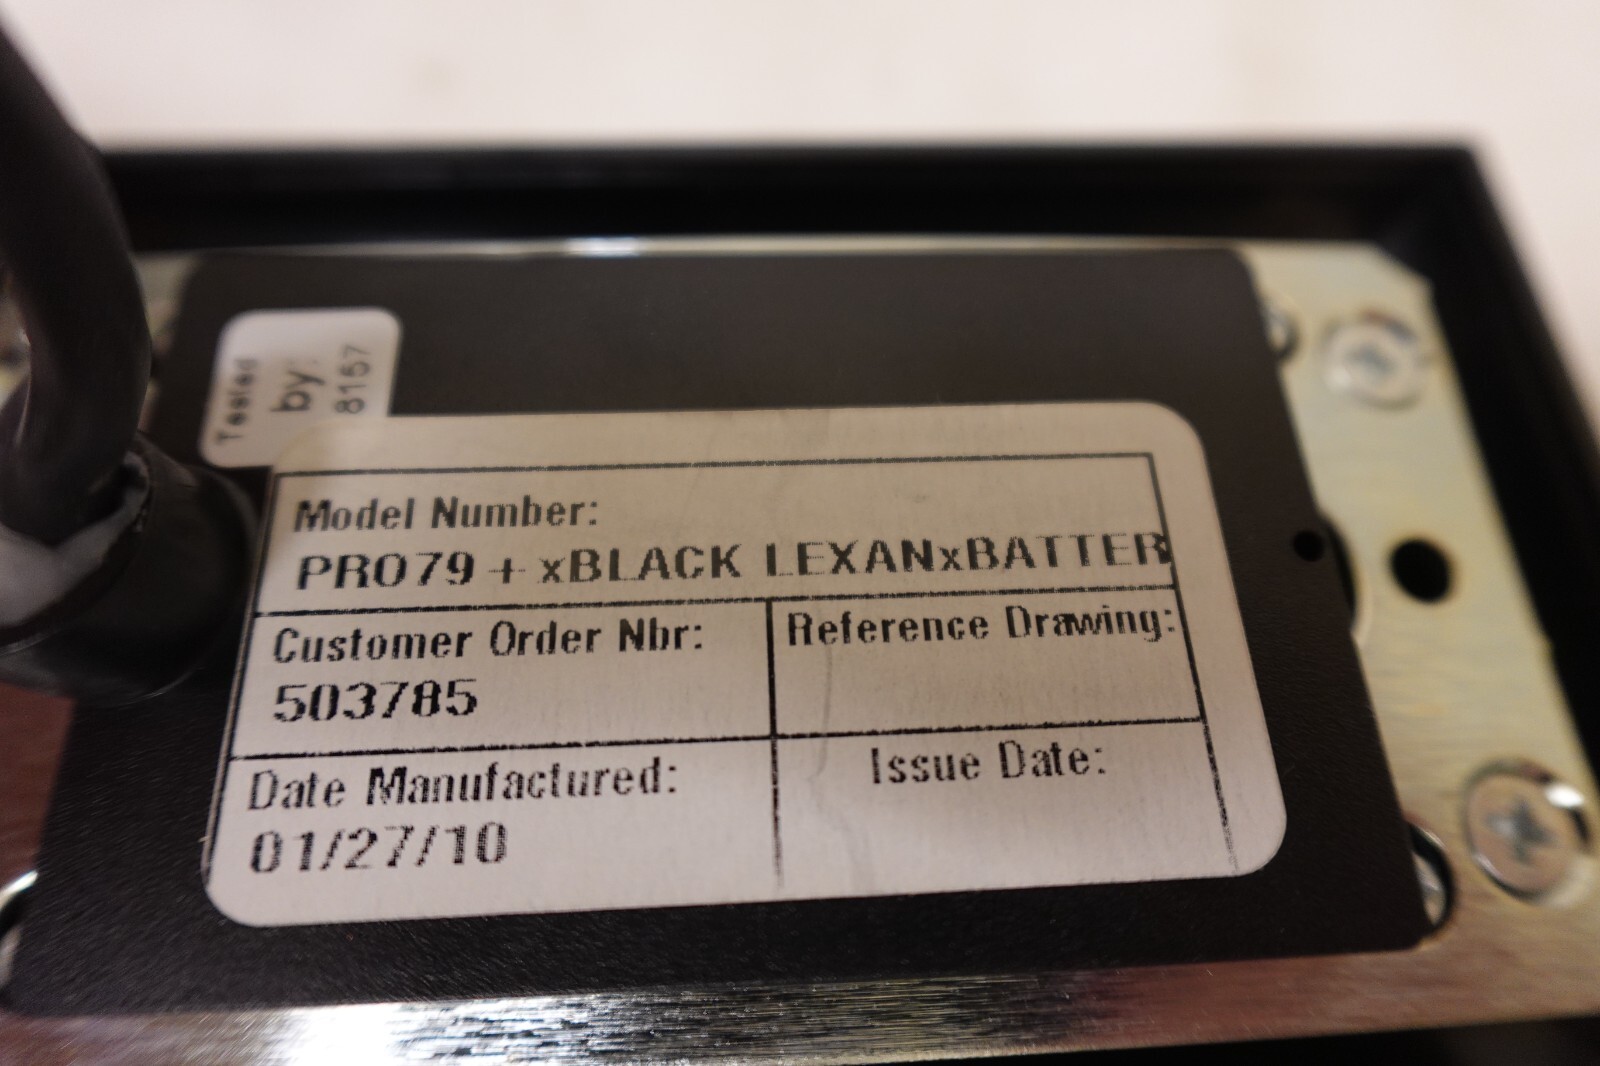 Tested
by:
8157
Model Number:
PRO79 + xBLACK LEXANxBATTER
Customer Order Nbr:
503785
Reference Drawing:
Date Manufactured:
01/27/10
Issue Date: